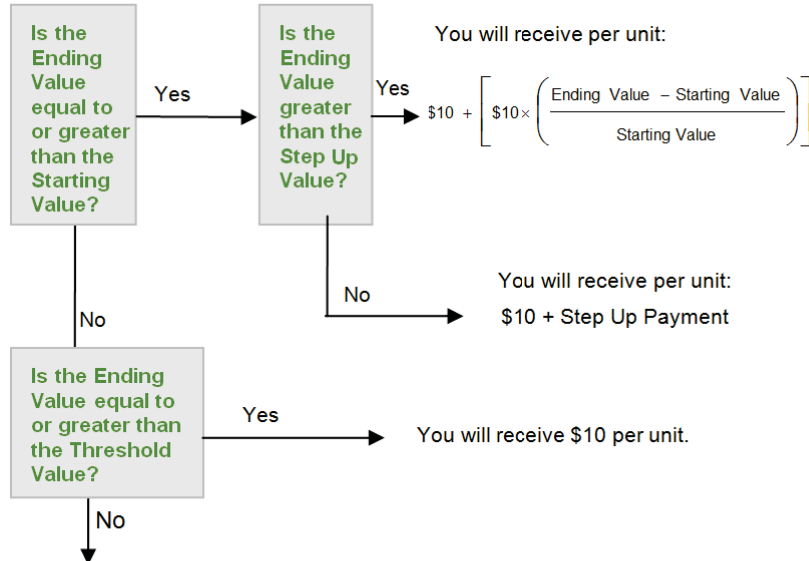 Is the
Ending
Value
equal to
or greater
than the
Starting
Value?
Yes
Is the
Ending
Value
greater
than the
Step Up
Value?
Yes
You will receive per unit:
$10 + [ $10× ( Ending Value – Starting Value
Starting Value ) ]
No
You will receive per unit:
$10 + Step Up Payment
No
Is the Ending
Value equal to
or greater than
the Threshold
Value?
Yes
You will receive $10 per unit.
No